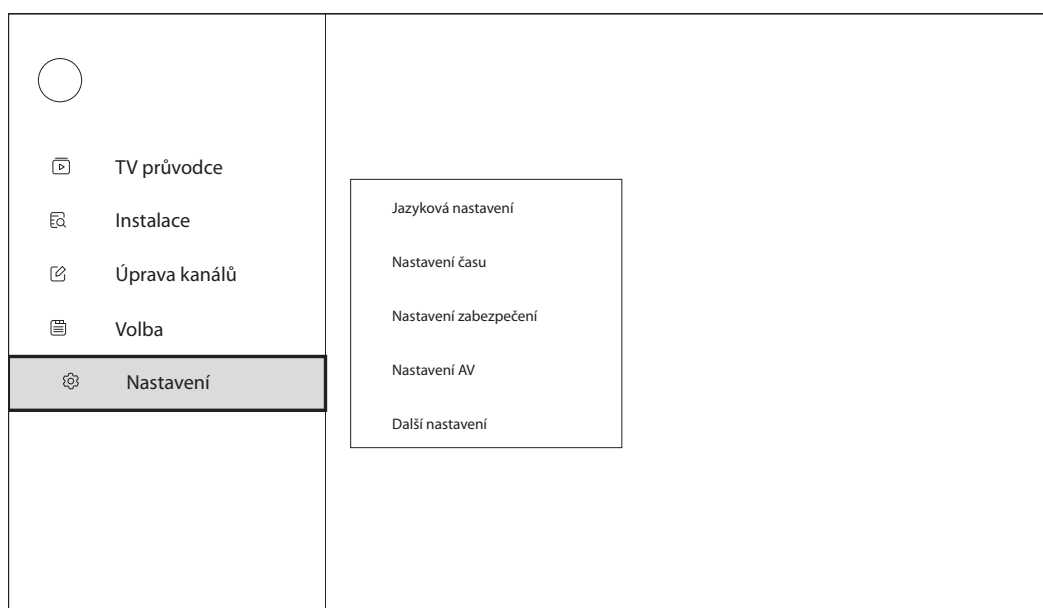 TV průvodce
Instalace
Úprava kanálů
Volba
Nastavení
Jazyková nastavení
Nastavení času
Nastavení zabezpečení
Nastavení AV
Další nastavení